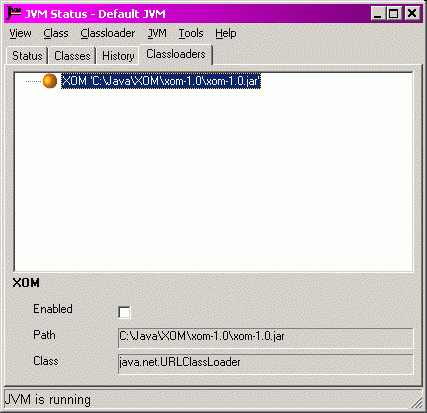 JVM Status - Default JVM
View Class Classloader JVM Tools Help
Status Classes History Classloaders
XOM 'C:\Java\XOM\xom-1.0\xom-1.0.jar'
XOM
Enabled
Path C:\Java\XOM\xom-1.0\xom-1.0.jar
Class java.net.URLClassLoader
JVM is running